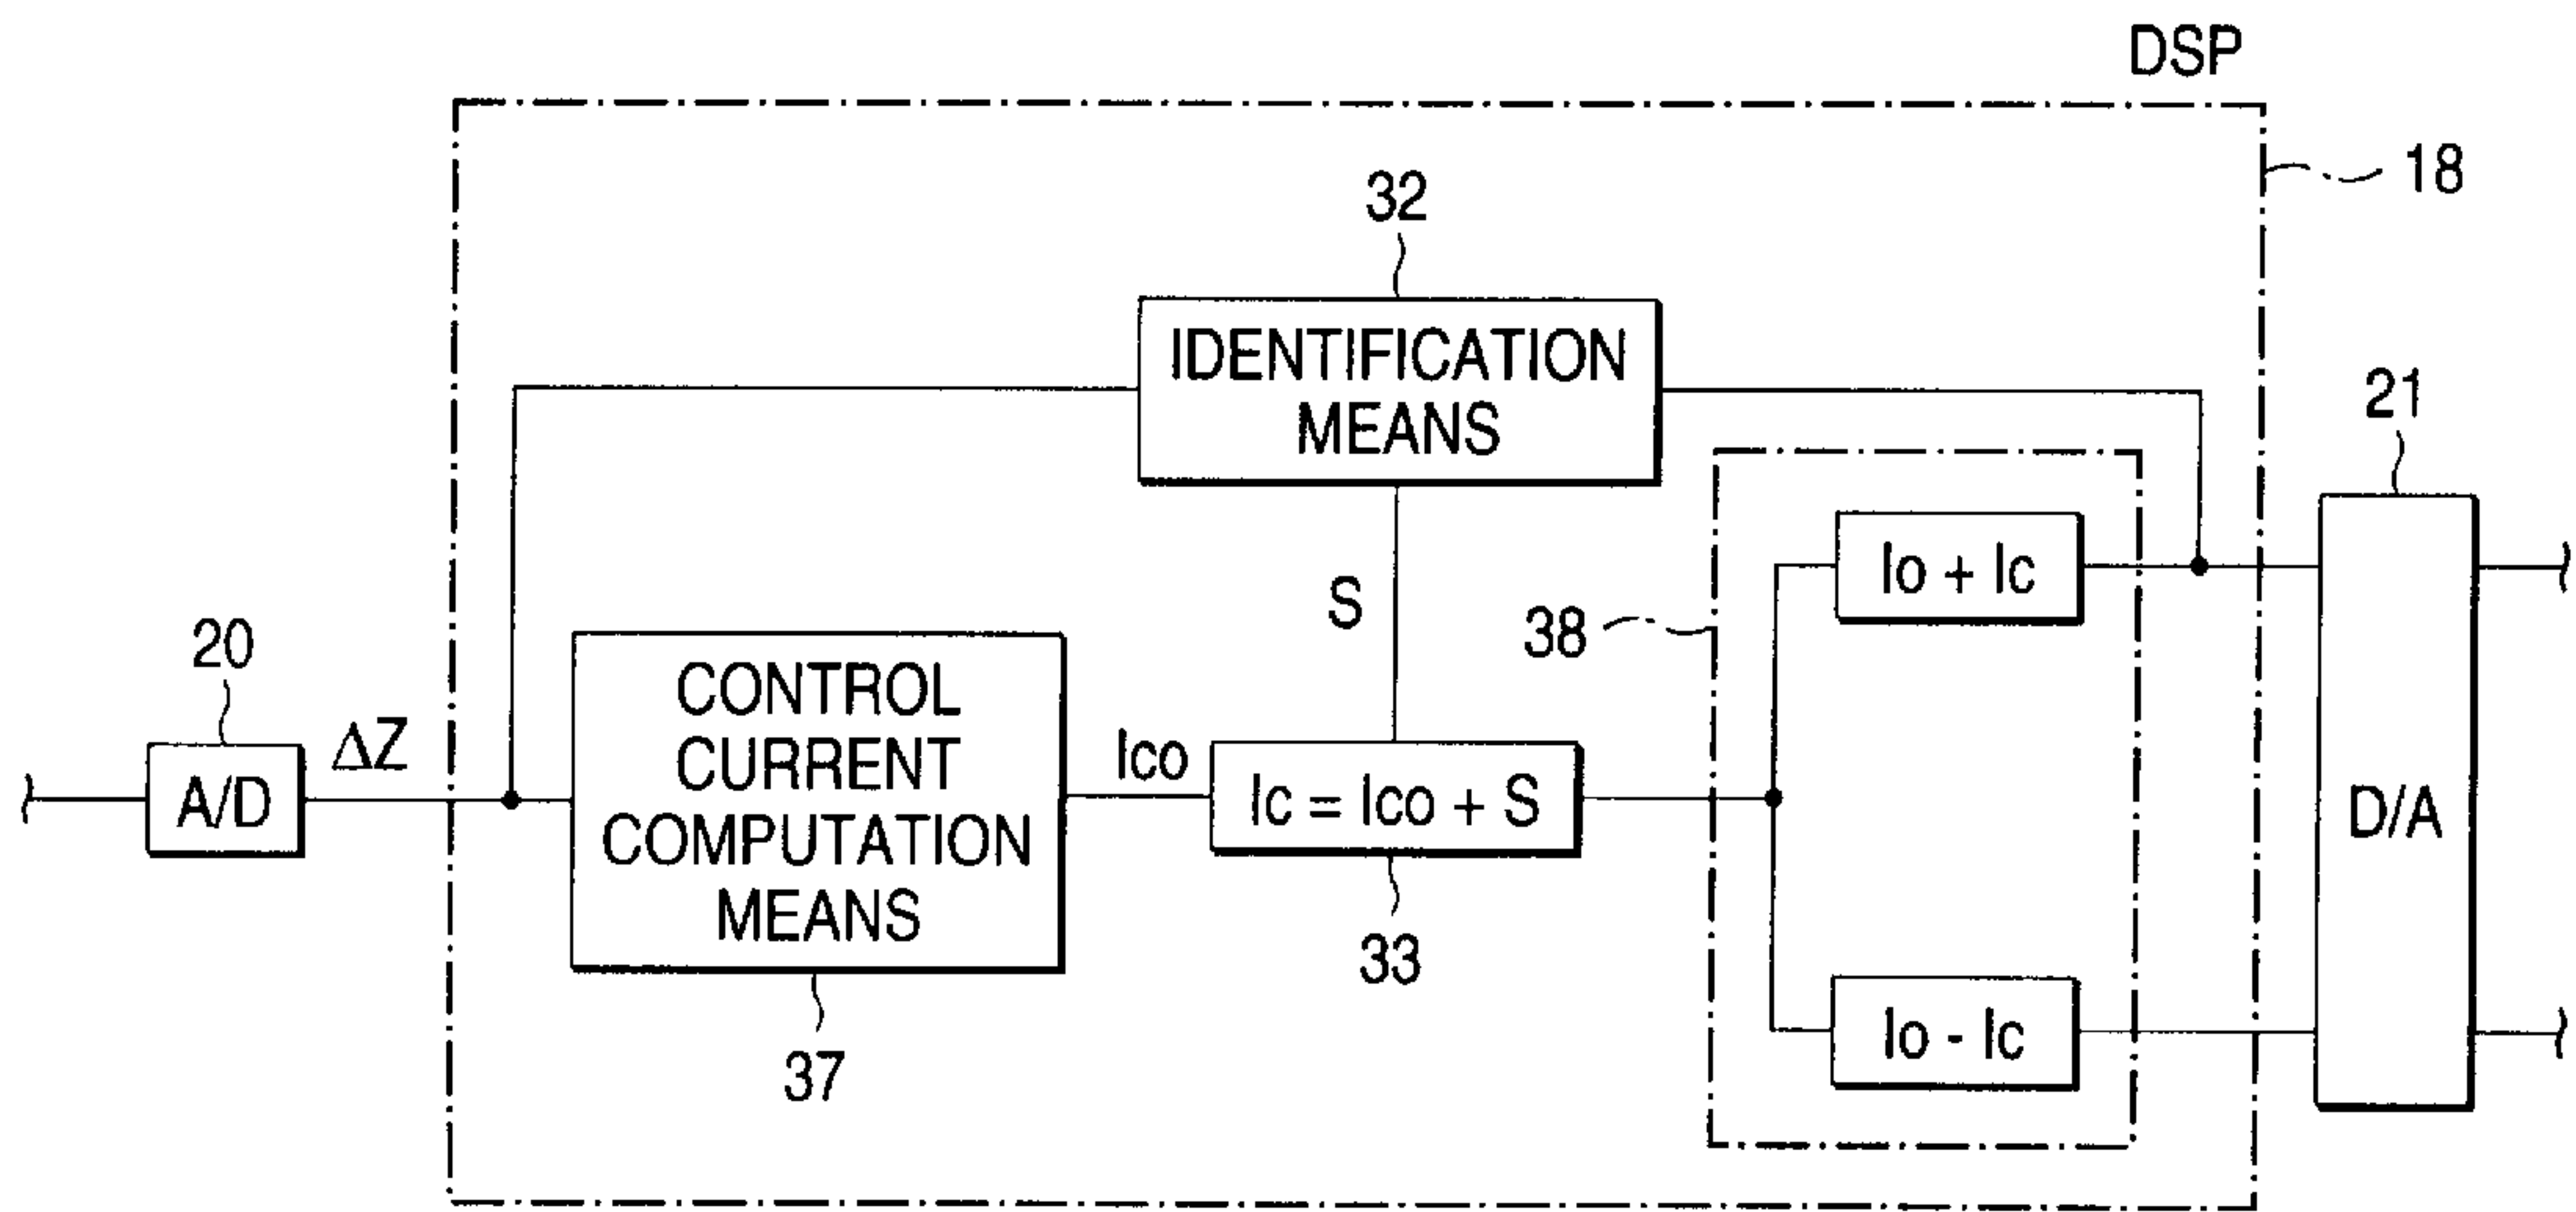 DSP
18
32
IDENTIFICATION
MEANS
21
Io + Ic
S
38
20
ΔZ
A/D
CONTROL
CURRENT
COMPUTATION
MEANS
Ico
Ic = Ico + S
D/A
33
Io - Ic
37